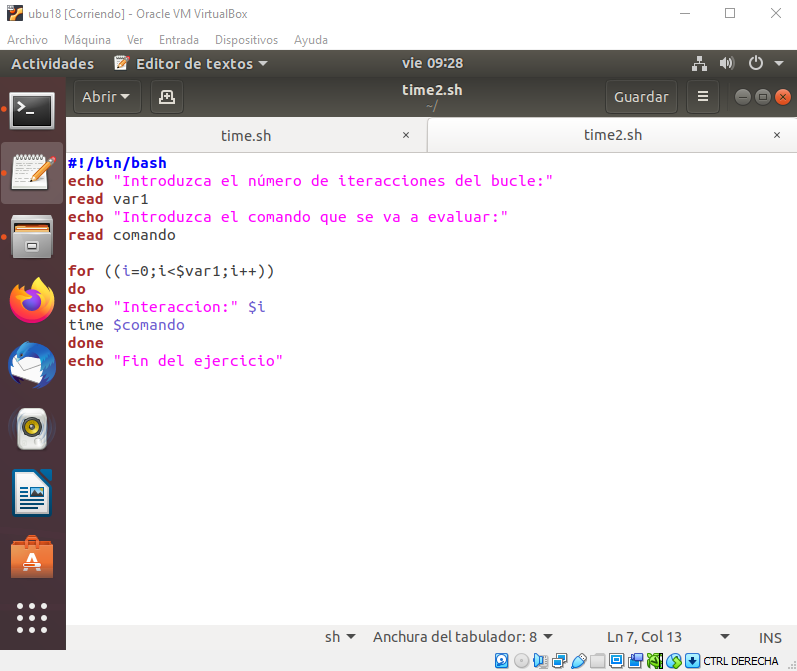 ubu18 [Corriendo] - Oracle VM VirtualBox
Archivo Máquina Ver Entrada Dispositivos Ayuda
Actividades Editor de textos vie 09:28
Abrir time2.sh ~/ Guardar
time.sh × time2.sh ×
#!/bin/bash
echo "Introduzca el número de iteracciones del bucle:"
read var1
echo "Introduzca el comando que se va a evaluar:"
read comando
for ((i=0;i<$var1;i++))
do
echo "Interaccion:" $i
time $comando
done
echo "Fin del ejercicio"
sh Anchura del tabulador: 8 Ln 7, Col 13 INS
CTRL DERECHA